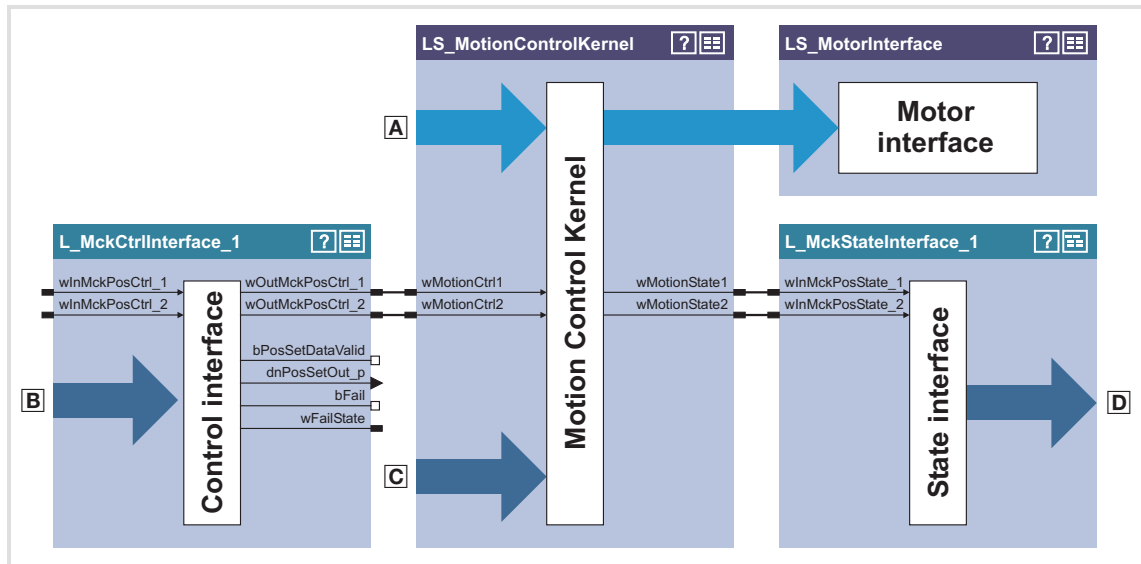 LS_MotionControlKernel ?
LS_MotorInterface ?
A
Motor
interface
Motion Control Kernel
L_MckCtrlInterface_1 ?
L_MckStateInterface_1 ?
wInMckPosCtrl_1
wInMckPosCtrl_2
Control interface
wOutMckPosCtrl_1
wOutMckPosCtrl_2
bPosSetDataValid
dnPosSetOut_p
bFail
wFailState
B
wMotionCtrl1
wMotionCtrl2
C
wMotionState1
wMotionState2
wInMckPosState_1
wInMckPosState_2
State interface
D